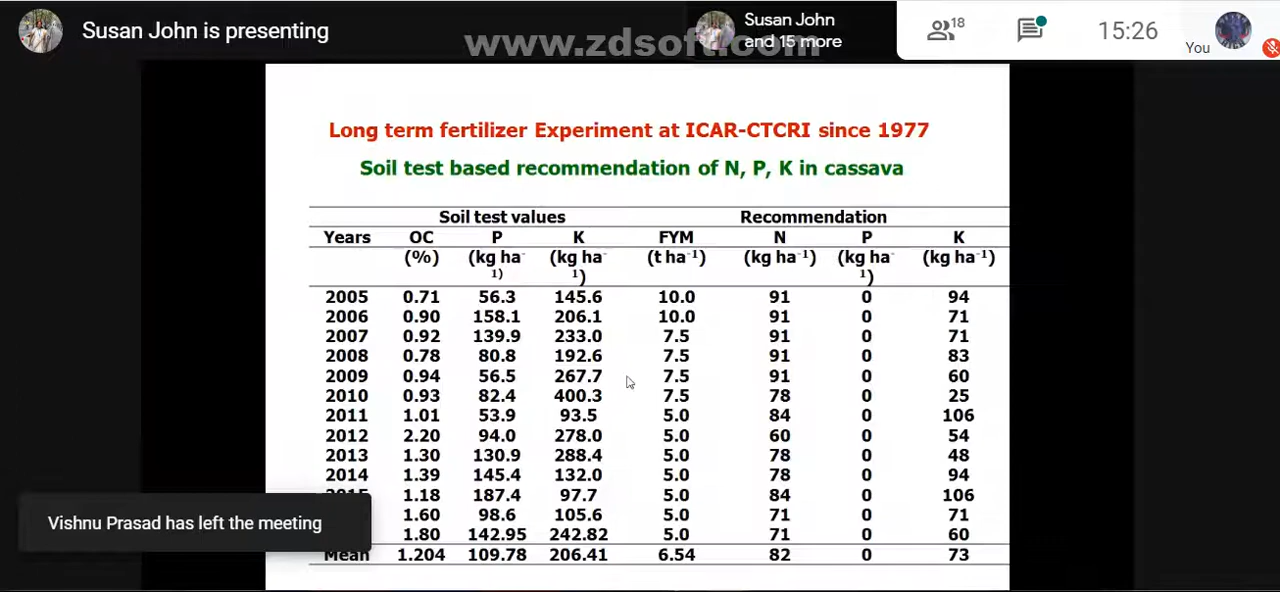 Susan John is presenting
www.zdsoft.com
Susan John
and 15 more
18
15:26
You
Long term fertilizer Experiment at ICAR-CTCRI since 1977
Soil test based recommendation of N, P, K in cassava
Soil test values Recommendation
Years OC P K FYM N P K
(%) (kg ha-1) (kg ha-1) (t ha-1) (kg ha-1) (kg ha-1) (kg ha-1)
2005 0.71 56.3 145.6 10.0 91 0 94
2006 0.90 158.1 206.1 10.0 91 0 71
2007 0.92 139.9 233.0 7.5 91 0 71
2008 0.78 80.8 192.6 7.5 91 0 83
2009 0.94 56.5 267.7 7.5 91 0 60
2010 0.93 82.4 400.3 7.5 78 0 25
2011 1.01 53.9 93.5 5.0 84 0 106
2012 2.20 94.0 278.0 5.0 60 0 54
2013 1.30 130.9 288.4 5.0 78 0 48
2014 1.39 145.4 132.0 5.0 78 0 94
1.18 187.4 97.7 5.0 84 0 106
1.60 98.6 105.6 5.0 71 0 71
1.80 142.95 242.82 5.0 71 0 60
Mean 1.204 109.78 206.41 6.54 82 0 73
Vishnu Prasad has left the meeting